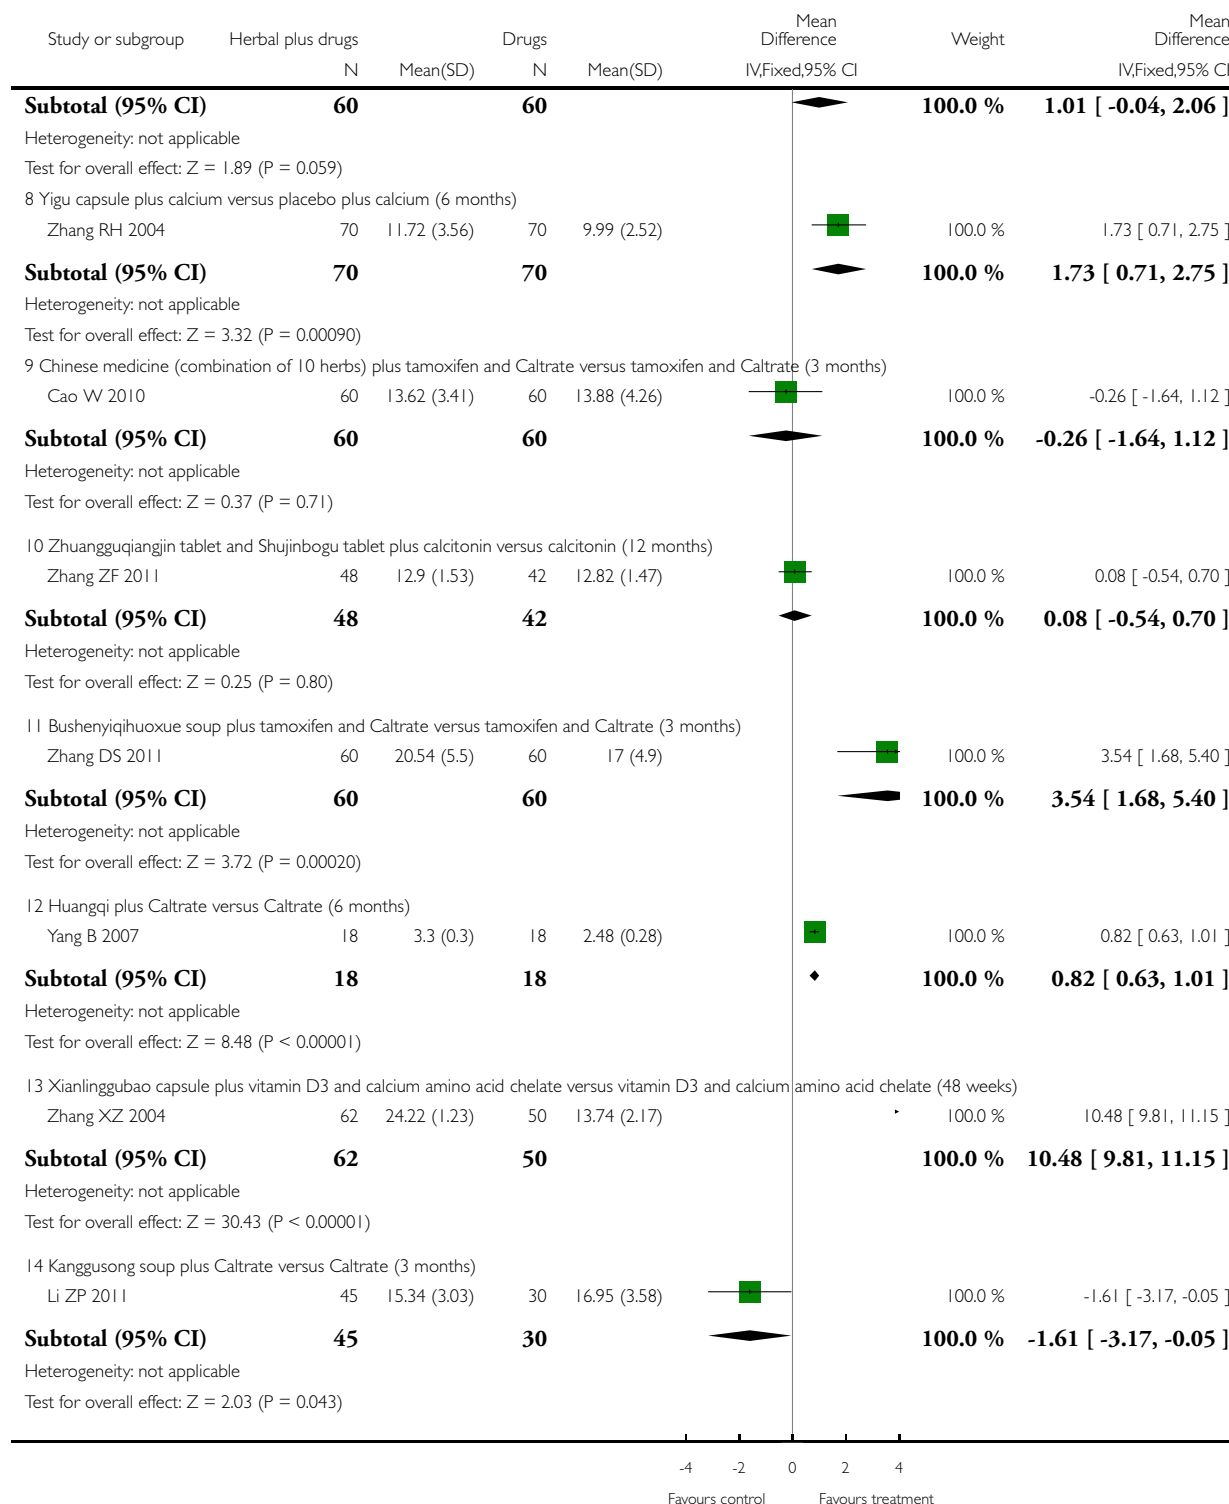 Study or subgroup Herbal plus drugs Drugs Mean Difference Weight Mean Difference
N Mean(SD) N Mean(SD) IV,Fixed,95% CI IV,Fixed,95% CI
Subtotal (95% CI) 60 60 100.0 % 1.01 [ -0.04, 2.06 ]
Heterogeneity: not applicable
Test for overall effect: Z = 1.89 (P = 0.059)
8 Yigu capsule plus calcium versus placebo plus calcium (6 months)
Zhang RH 2004 70 11.72 (3.56) 70 9.99 (2.52) 100.0 % 1.73 [ 0.71, 2.75 ]
Subtotal (95% CI) 70 70 100.0 % 1.73 [ 0.71, 2.75 ]
Heterogeneity: not applicable
Test for overall effect: Z = 3.32 (P = 0.00090)
9 Chinese medicine (combination of 10 herbs) plus tamoxifen and Caltrate versus tamoxifen and Caltrate (3 months)
Cao W 2010 60 13.62 (3.41) 60 13.88 (4.26) 100.0 % -0.26 [ -1.64, 1.12 ]
Subtotal (95% CI) 60 60 100.0 % -0.26 [ -1.64, 1.12 ]
Heterogeneity: not applicable
Test for overall effect: Z = 0.37 (P = 0.71)
10 Zhuangguqiangjin tablet and Shujinbogu tablet plus calcitonin versus calcitonin (12 months)
Zhang ZF 2011 48 12.9 (1.53) 42 12.82 (1.47) 100.0 % 0.08 [ -0.54, 0.70 ]
Subtotal (95% CI) 48 42 100.0 % 0.08 [ -0.54, 0.70 ]
Heterogeneity: not applicable
Test for overall effect: Z = 0.25 (P = 0.80)
11 Bushenyiqihuoxue soup plus tamoxifen and Caltrate versus tamoxifen and Caltrate (3 months)
Zhang DS 2011 60 20.54 (5.5) 60 17 (4.9) 100.0 % 3.54 [ 1.68, 5.40 ]
Subtotal (95% CI) 60 60 100.0 % 3.54 [ 1.68, 5.40 ]
Heterogeneity: not applicable
Test for overall effect: Z = 3.72 (P = 0.00020)
12 Huangqi plus Caltrate versus Caltrate (6 months)
Yang B 2007 18 3.3 (0.3) 18 2.48 (0.28) 100.0 % 0.82 [ 0.63, 1.01 ]
Subtotal (95% CI) 18 18 100.0 % 0.82 [ 0.63, 1.01 ]
Heterogeneity: not applicable
Test for overall effect: Z = 8.48 (P < 0.00001)
13 Xianlinggubao capsule plus vitamin D3 and calcium amino acid chelate versus vitamin D3 and calcium amino acid chelate (48 weeks)
Zhang XZ 2004 62 24.22 (1.23) 50 13.74 (2.17) 100.0 % 10.48 [ 9.81, 11.15 ]
Subtotal (95% CI) 62 50 100.0 % 10.48 [ 9.81, 11.15 ]
Heterogeneity: not applicable
Test for overall effect: Z = 30.43 (P < 0.00001)
14 Kanggusong soup plus Caltrate versus Caltrate (3 months)
Li ZP 2011 45 15.34 (3.03) 30 16.95 (3.58) 100.0 % -1.61 [ -3.17, -0.05 ]
Subtotal (95% CI) 45 30 100.0 % -1.61 [ -3.17, -0.05 ]
Heterogeneity: not applicable
Test for overall effect: Z = 2.03 (P = 0.043)
-4 -2 0 2 4
Favours control Favours treatment